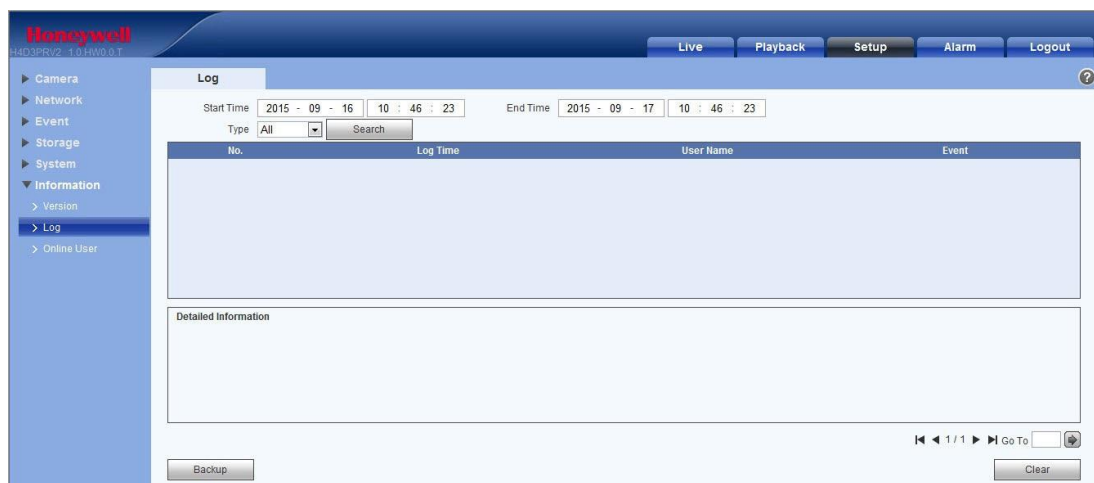 Honeywell
H4D3PRV2 1.0.HW0.0.T
Live Playback Setup Alarm Logout
Camera
Network
Event
Storage
System
Information
> Version
> Log
> Online User
Log
?
Start Time 2015 - 09 - 16 10 : 46 : 23 End Time 2015 - 09 - 17 10 : 46 : 23
Type All Search
No. Log Time User Name Event
Detailed Information
1 / 1 Go To
Backup Clear